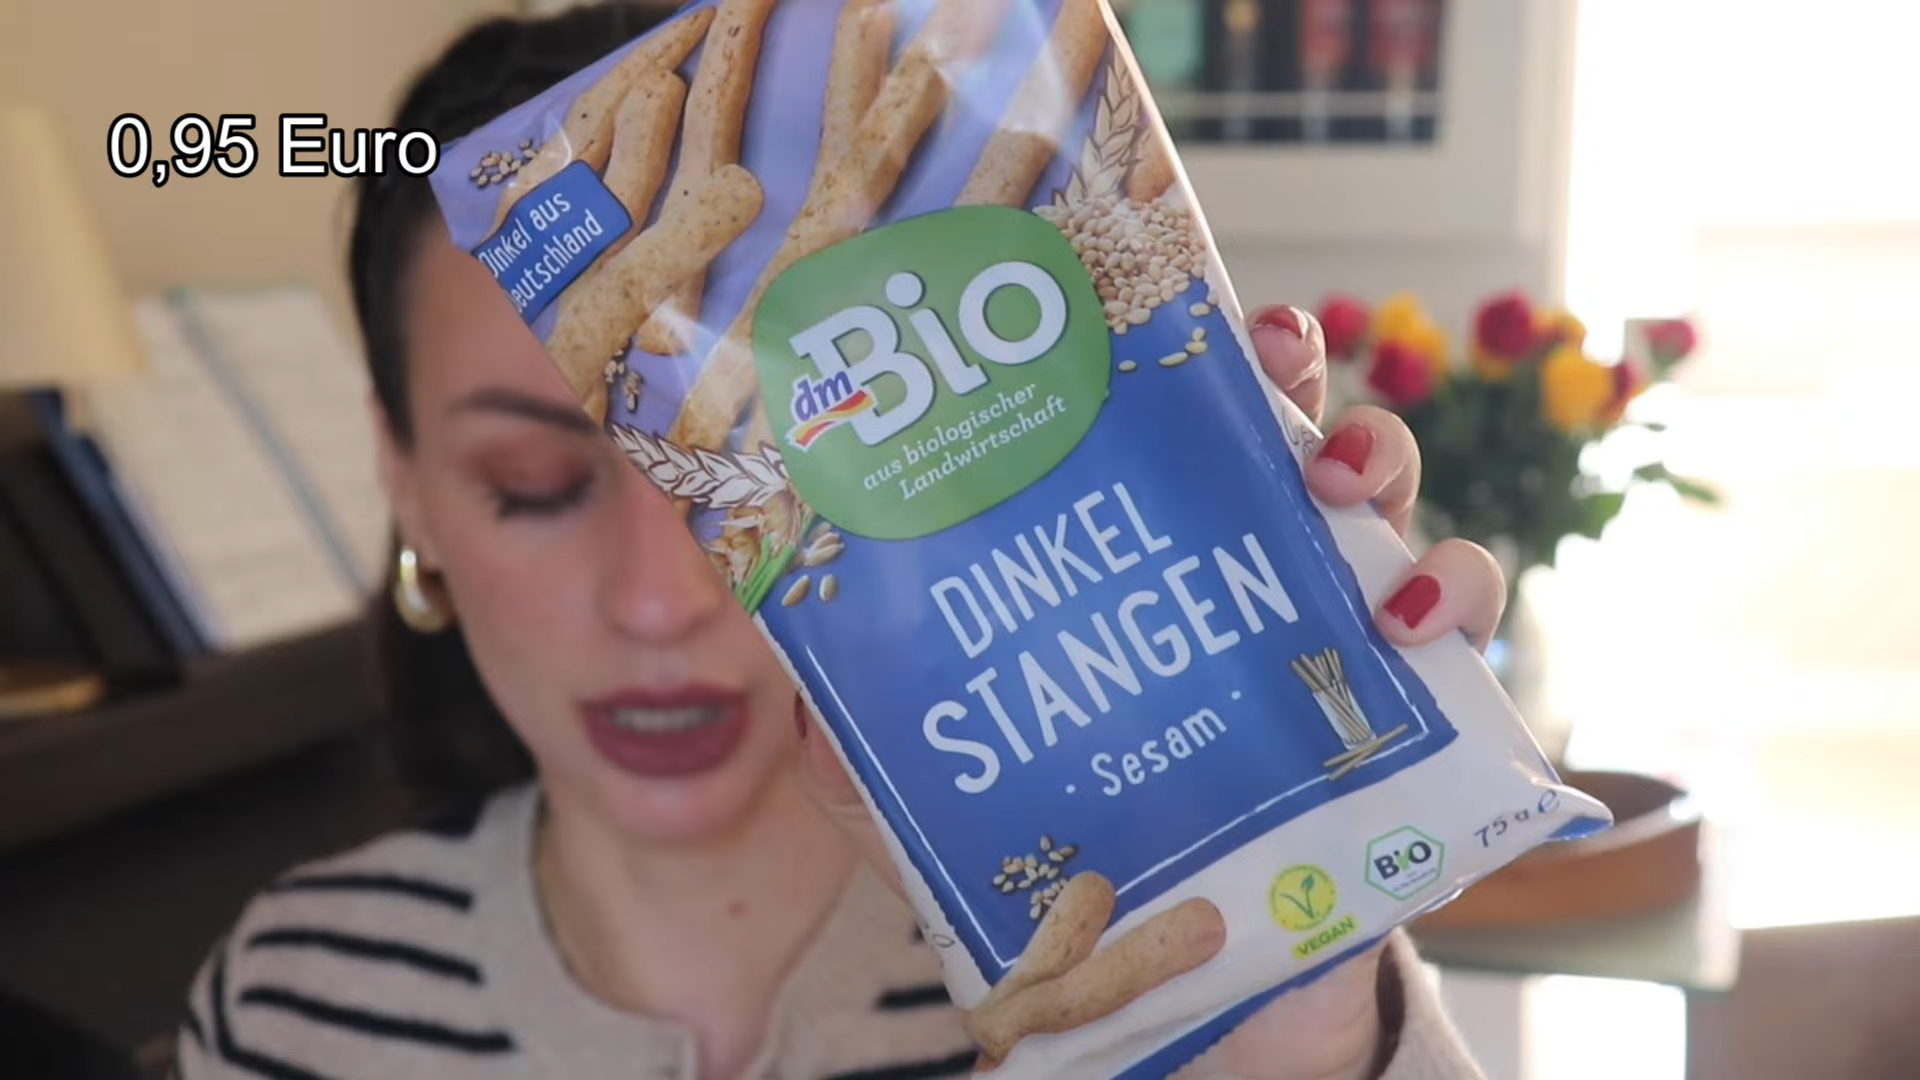 0,95 Euro
Dinkel aus
Deutschland
dm
Bio
aus biologischer
Landwirtschaft
DINKEL
STANGEN
· Sesam ·
75 g e
BIO
VEGAN